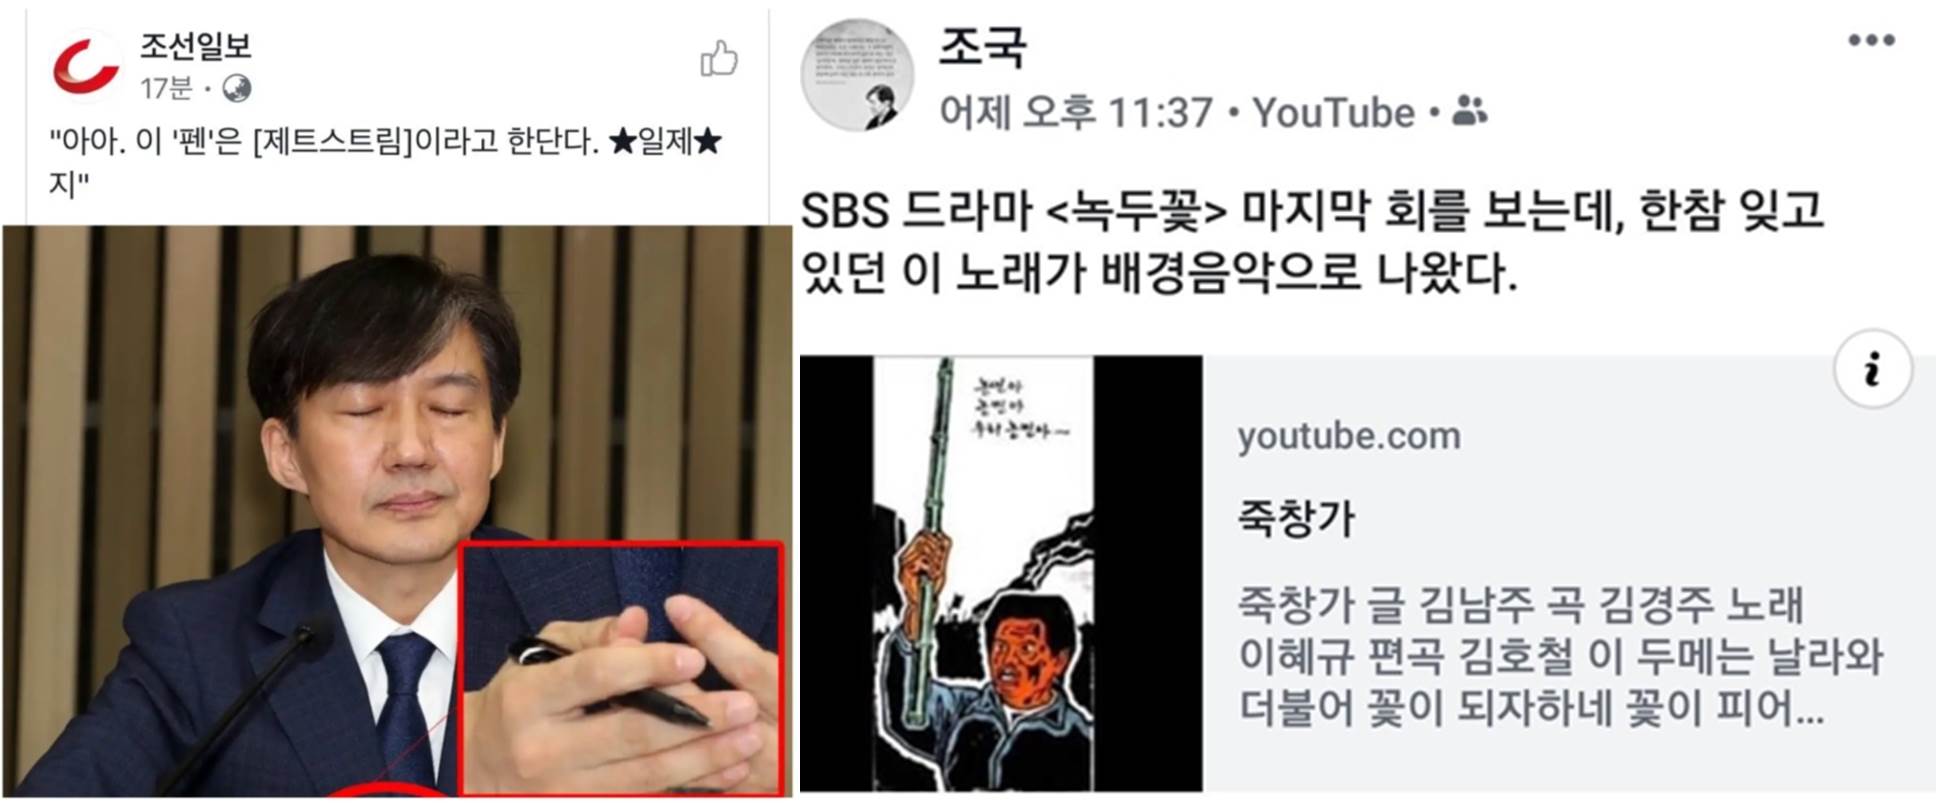 조선일보
17분 ·
"아아. 이 '펜'은 [제트스트림]이라고 한단다. ★일제★
지"
조국
어제 오후 11:37 • YouTube •
SBS 드라마 <녹두꽃> 마지막 회를 보는데, 한참 잊고
있던 이 노래가 배경음악으로 나왔다.
youtube.com
죽창가
죽창가 글 김남주 곡 김경주 노래
이혜규 편곡 김호철 이 두메는 날라와
더불어 꽃이 되자하네 꽃이 피어...